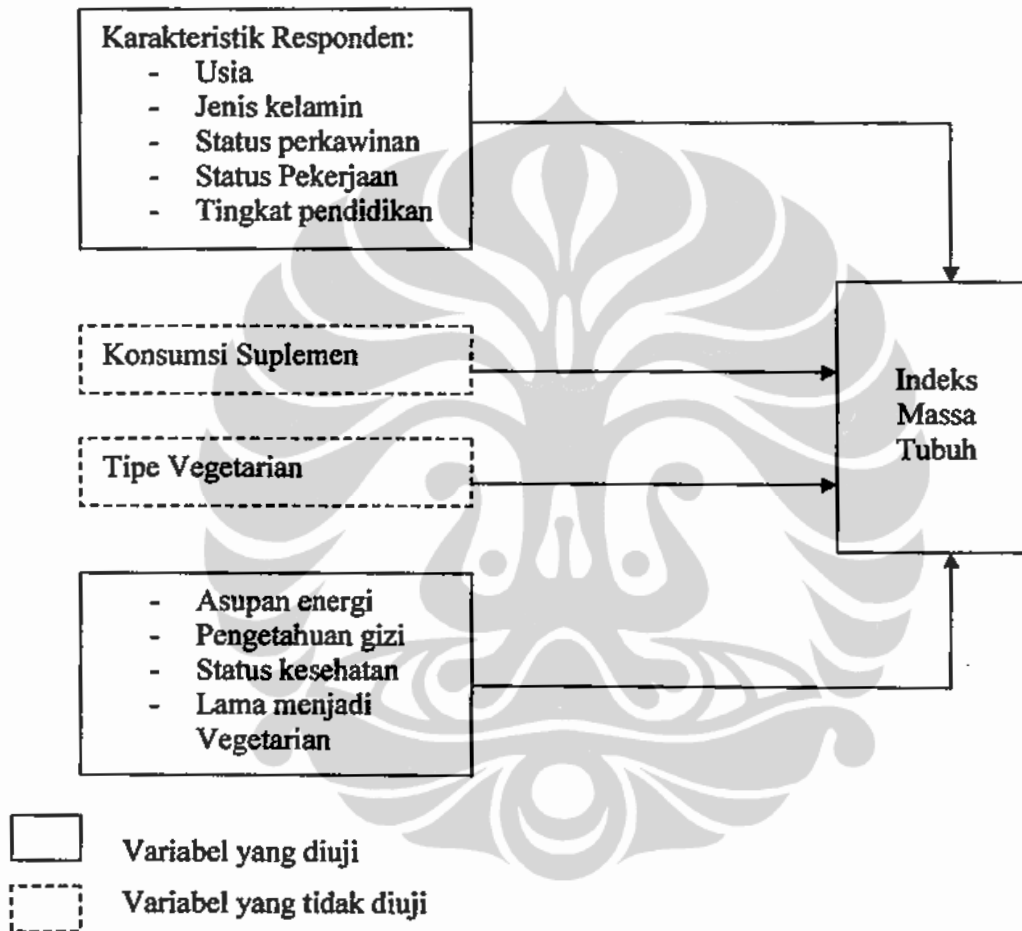 Karakteristik Responden:
- Usia
- Jenis kelamin
- Status perkawinan
- Status Pekerjaan
- Tingkat pendidikan
Konsumsi Suplemen
Tipe Vegetarian
Indeks
Massa
Tubuh
- Asupan energi
- Pengetahuan gizi
- Status kesehatan
- Lama menjadi
Vegetarian
Variabel yang diuji
Variabel yang tidak diuji